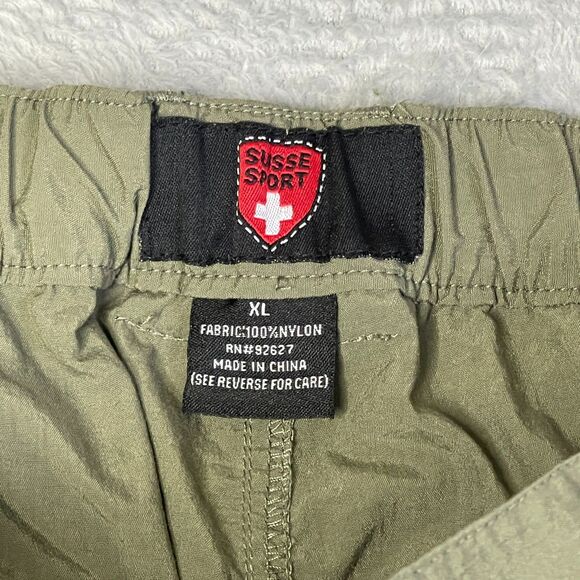 SUSSE
SPORT
XL
FABRIC:100%NYLON
RN#92627
MADE IN CHINA
(SEE REVERSE FOR CARE)